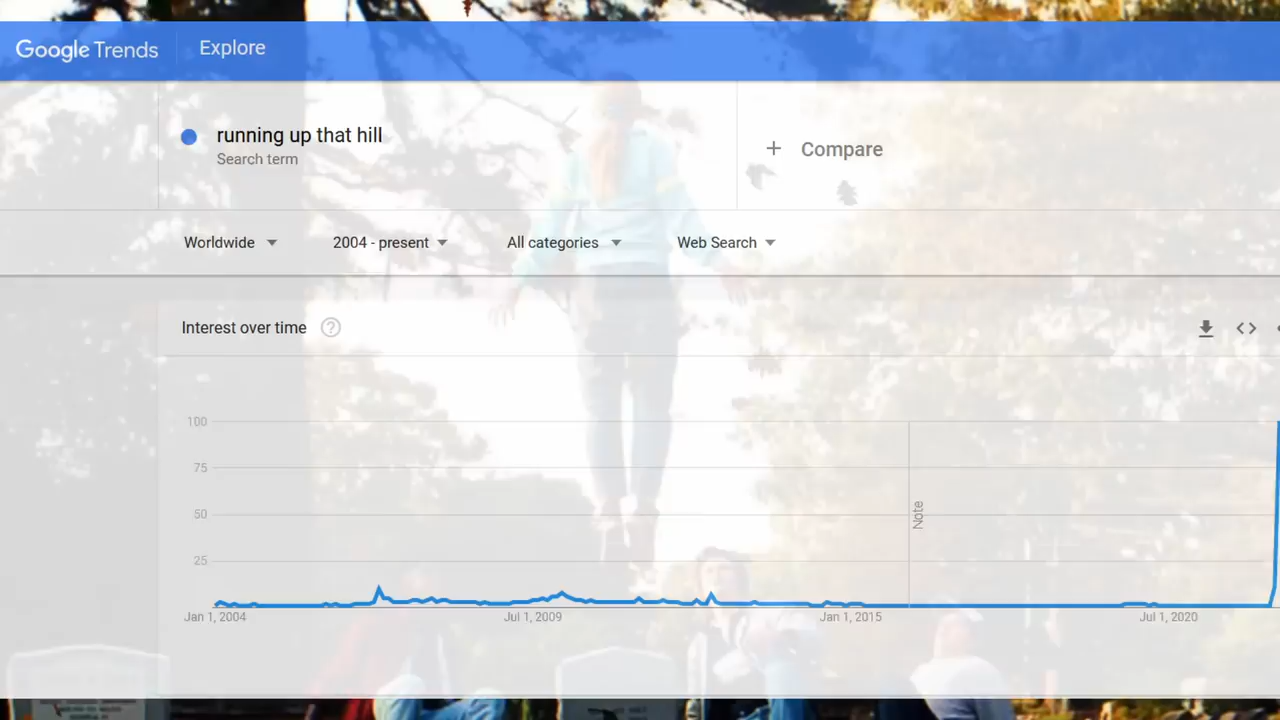 Google Trends Explore
running up that hill
Search term
+ Compare
Worldwide 2004 - present All categories Web Search
Interest over time ?
100
75
50
25
Note
Jan 1, 2004 Jul 1, 2009 Jan 1, 2015 Jul 1, 2020